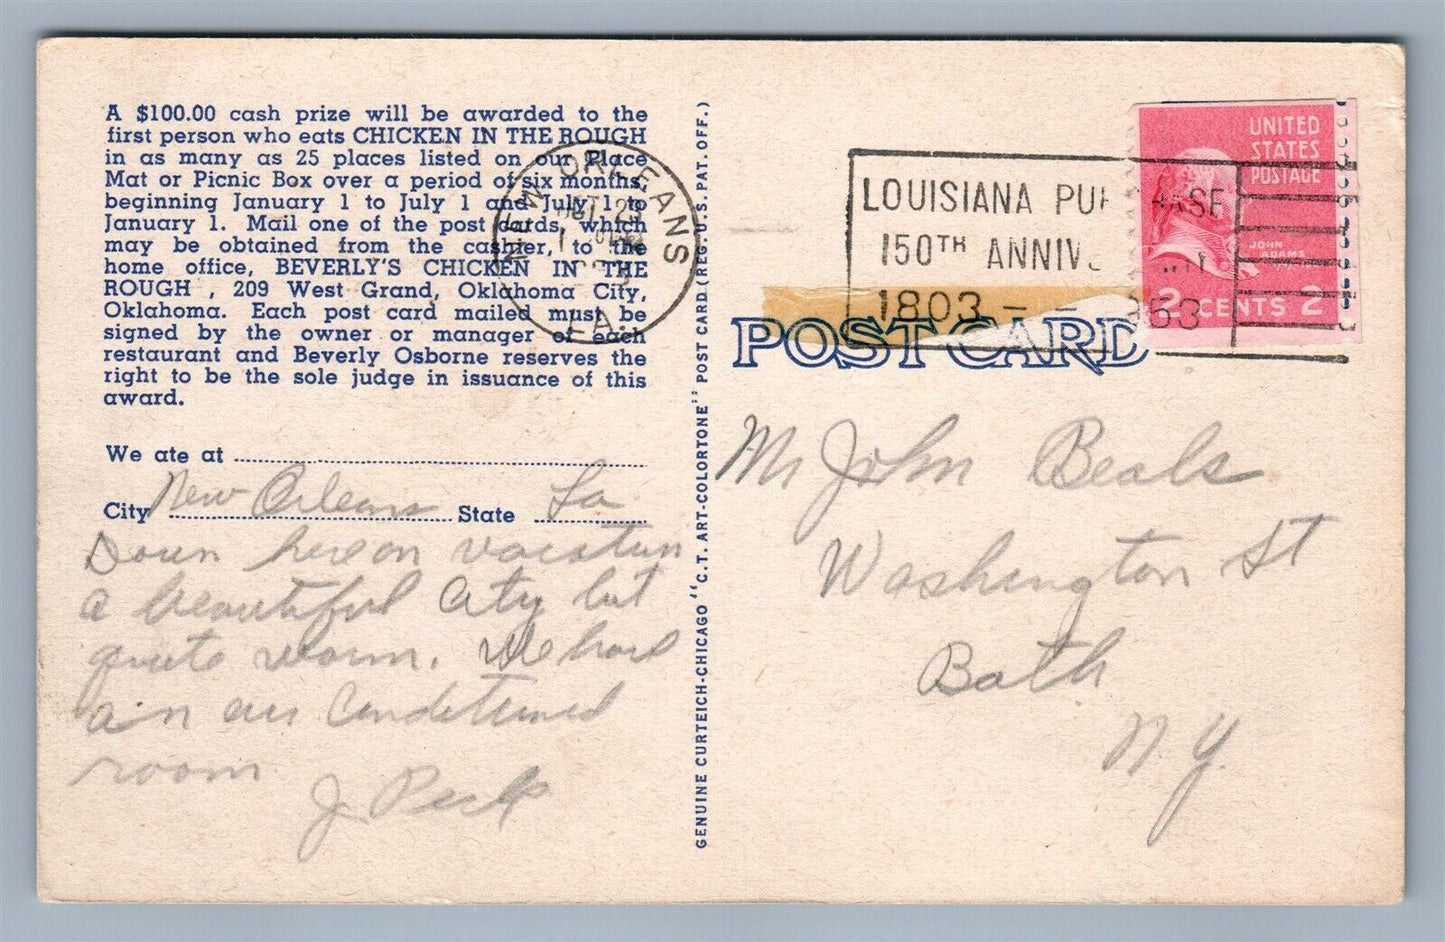 A $100.00 cash prize will be awarded to the
first person who eats CHICKEN IN THE ROUGH
in as many as 25 places listed on our Place
Mat or Picnic Box over a period of six months,
beginning January 1 to July 1 and July 1 to
January 1. Mail one of the post cards, which
may be obtained from the cashier, to the
home office, BEVERLY'S CHICKEN IN THE
ROUGH , 209 West Grand, Oklahoma City,
Oklahoma. Each post card mailed must be
signed by the owner or manager of each
restaurant and Beverly Osborne reserves the
right to be the sole judge in issuance of this
award.
We ate at
City New Orleans State La
Down here on vacation
a beautiful City but
quite warm. We have
an air Conditioned
room
J Peck
NEW ORLEANS
LA.
GENUINE CURTEICH-CHICAGO "C.T. ART-COLORTONE" POST CARD (REG. U.S. PAT. OFF.)
LOUISIANA PUR HASE
150TH ANNIV
1803 - - 953
UNITED
STATES
POSTAGE
JOHN
ADAMS
2 CENTS 2
POST CARD
Mr John Beals
Washington St
Bath
N.Y.